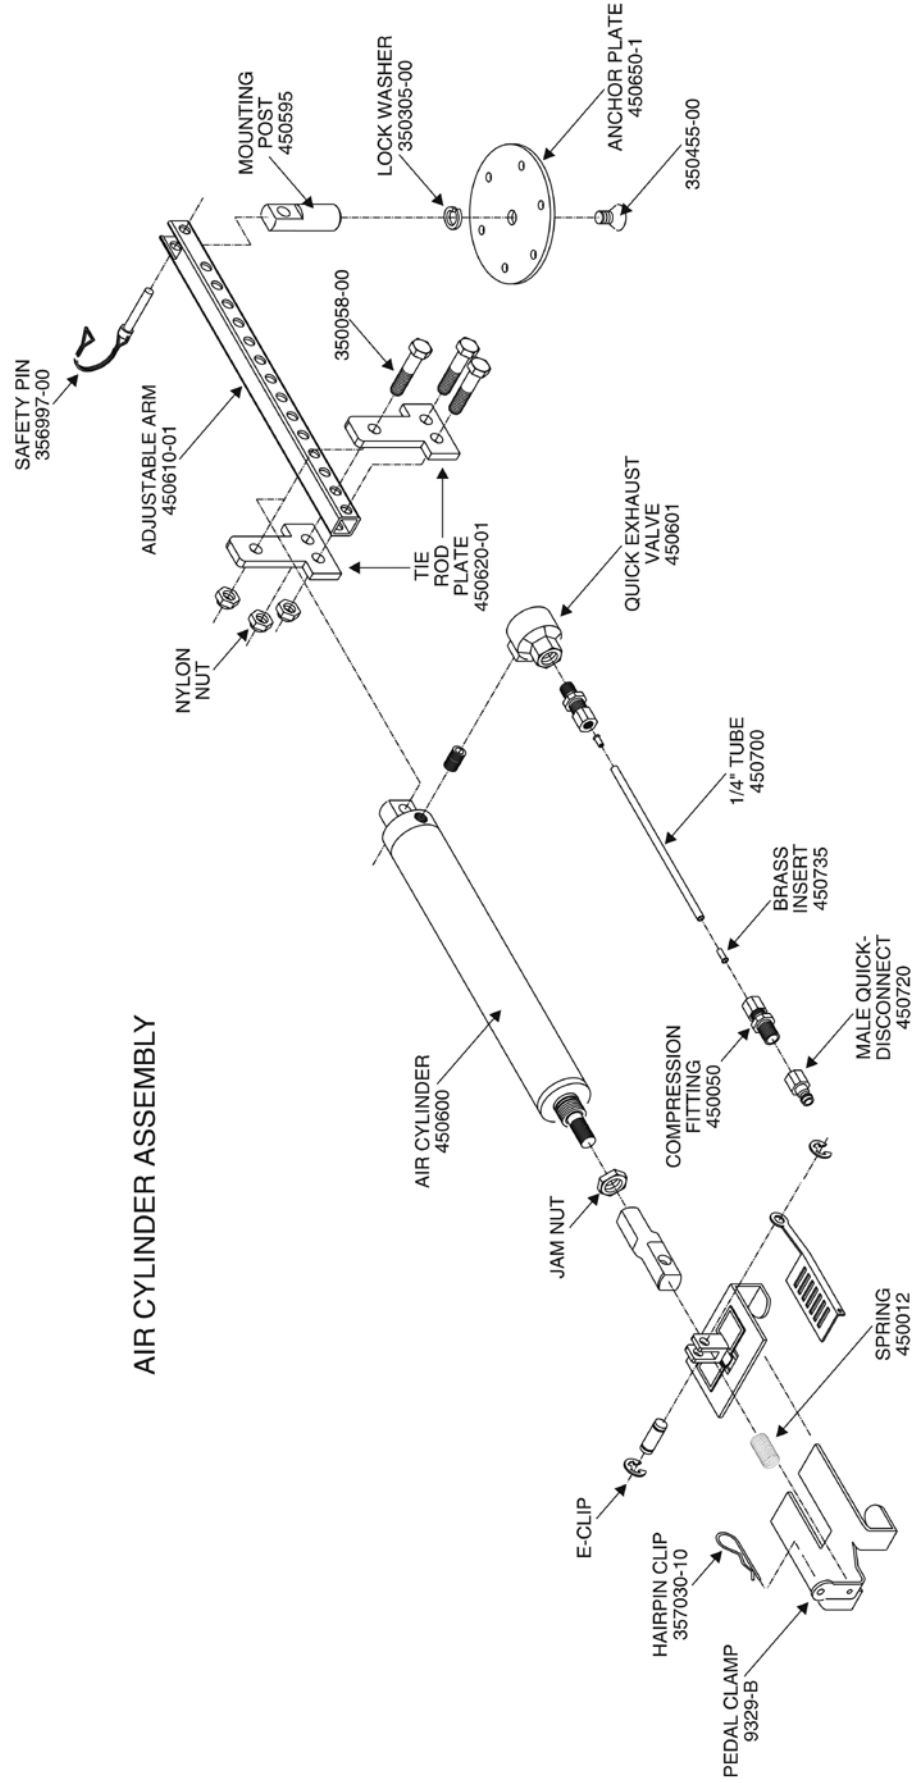 AIR CYLINDER ASSEMBLY
SAFETY PIN
356997-00
ADJUSTABLE ARM
450610-01
MOUNTING
POST
450595
LOCK WASHER
350305-00
ANCHOR PLATE
450650-1
350455-00
350058-00
NYLON
NUT
TIE
ROD
PLATE
450620-01
QUICK EXHAUST
VALVE
450601
1/4" TUBE
450700
BRASS
INSERT
450735
MALE QUICK-
DISCONNECT
450720
COMPRESSION
FITTING
450050
AIR CYLINDER
450600
JAM NUT
E-CLIP
SPRING
450012
HAIRPIN CLIP
357030-10
PEDAL CLAMP
9329-B